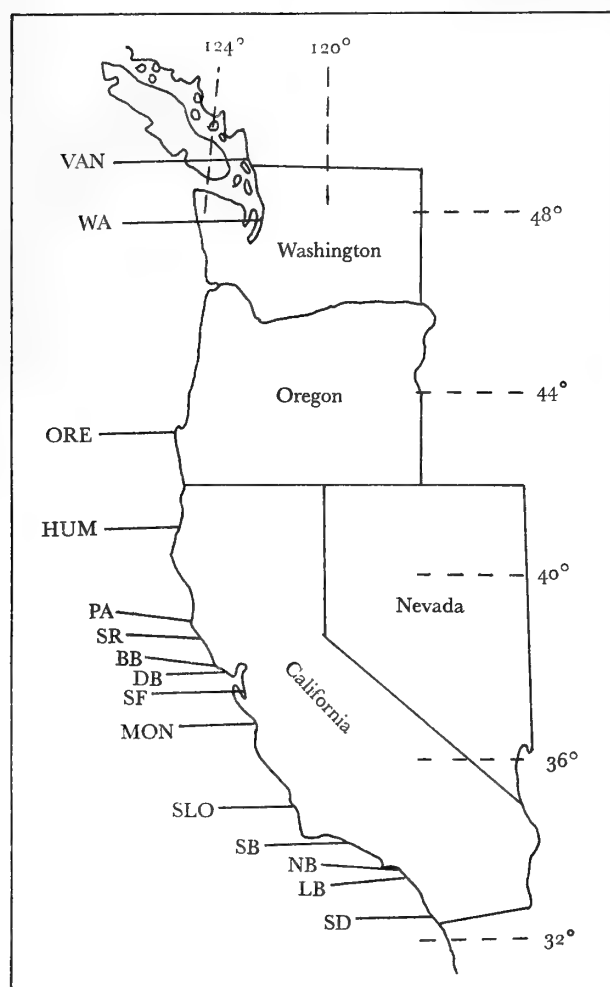 124°
120°
VAN
WA
48°
Washington
Oregon
44°
ORE
HUM
40°
Nevada
PA
SR
BB
DB
SF
California
MON
36°
SLO
SB
NB
LB
SD
32°